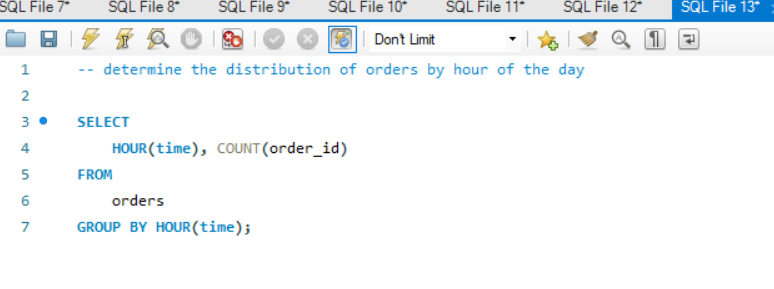 SQL File 7* SQL File 8* SQL File 9* SQL File 10* SQL File 11* SQL File 12* SQL File 13*
Don't Limit
1 -- determine the distribution of orders by hour of the day
2
3 SELECT
4 HOUR(time), COUNT(order_id)
5 FROM
6 orders
7 GROUP BY HOUR(time);